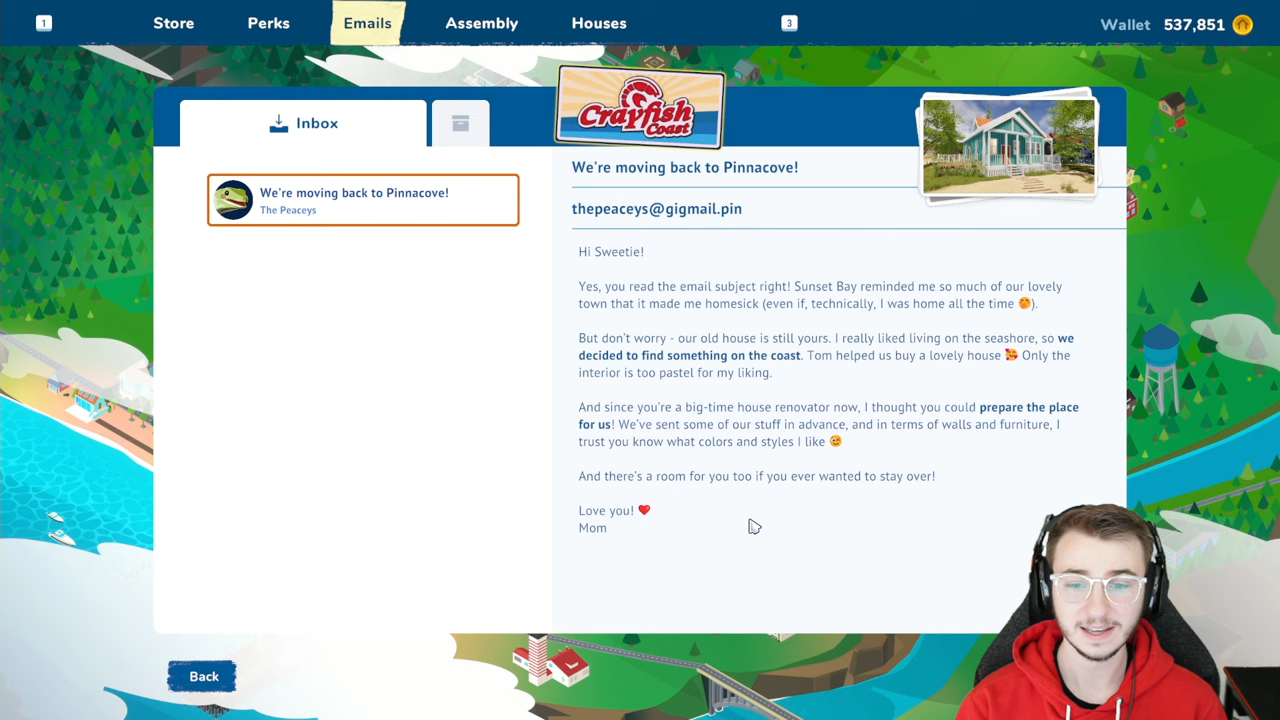 1 Store Perks Emails Assembly Houses 3 Wallet 537,851
Crayfish
Coast
Inbox
We're moving back to Pinnacove!
The Peaceys
We're moving back to Pinnacove!
thepeaceys@gigmail.pin
Hi Sweetie!
Yes, you read the email subject right! Sunset Bay reminded me so much of our lovely
town that it made me homesick (even if, technically, I was home all the time 🤭).
But don't worry - our old house is still yours. I really liked living on the seashore, so we
decided to find something on the coast. Tom helped us buy a lovely house 🥰 Only the
interior is too pastel for my liking.
And since you're a big-time house renovator now, I thought you could prepare the place
for us! We've sent some of our stuff in advance, and in terms of walls and furniture, I
trust you know what colors and styles I like 😉
And there's a room for you too if you ever wanted to stay over!
Love you! ❤
Mom
Back